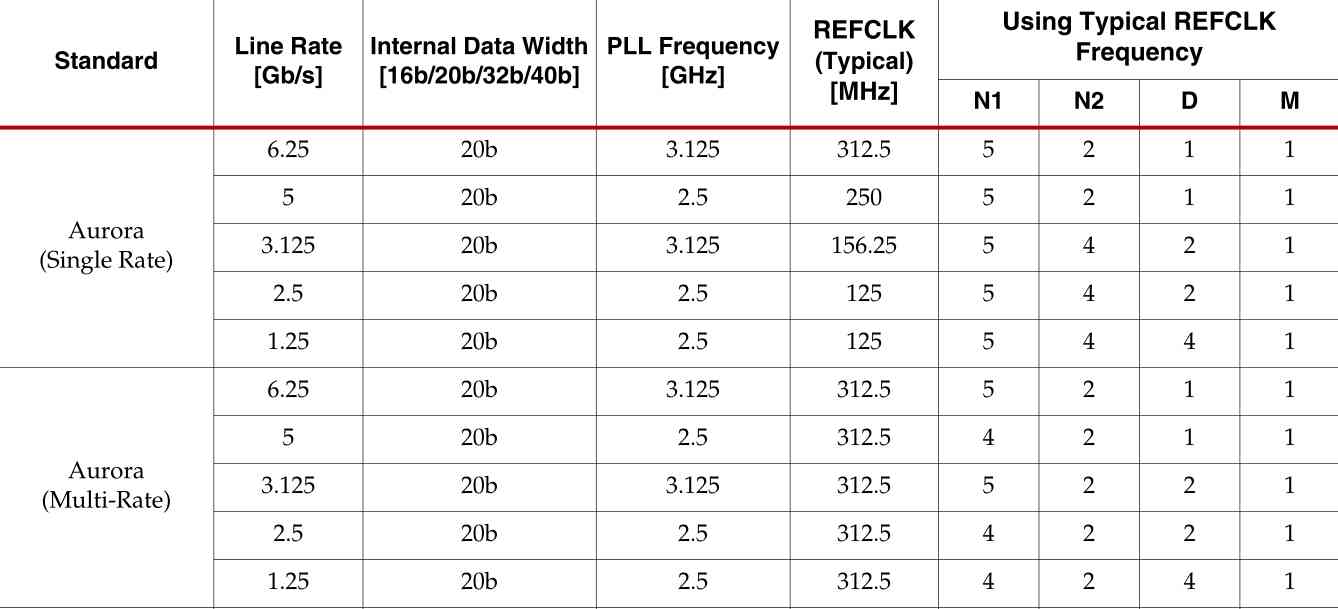 Standard | Line Rate [Gb/s] | Internal Data Width [16b/20b/32b/40b] | PLL Frequency [GHz] | REFCLK (Typical) [MHz] | Using Typical REFCLK Frequency
N1 | N2 | D | M
Aurora (Single Rate) | 6.25 | 20b | 3.125 | 312.5 | 5 | 2 | 1 | 1
5 | 20b | 2.5 | 250 | 5 | 2 | 1 | 1
3.125 | 20b | 3.125 | 156.25 | 5 | 4 | 2 | 1
2.5 | 20b | 2.5 | 125 | 5 | 4 | 2 | 1
1.25 | 20b | 2.5 | 125 | 5 | 4 | 4 | 1
Aurora (Multi-Rate) | 6.25 | 20b | 3.125 | 312.5 | 5 | 2 | 1 | 1
5 | 20b | 2.5 | 312.5 | 4 | 2 | 1 | 1
3.125 | 20b | 3.125 | 312.5 | 5 | 2 | 2 | 1
2.5 | 20b | 2.5 | 312.5 | 4 | 2 | 2 | 1
1.25 | 20b | 2.5 | 312.5 | 4 | 2 | 4 | 1